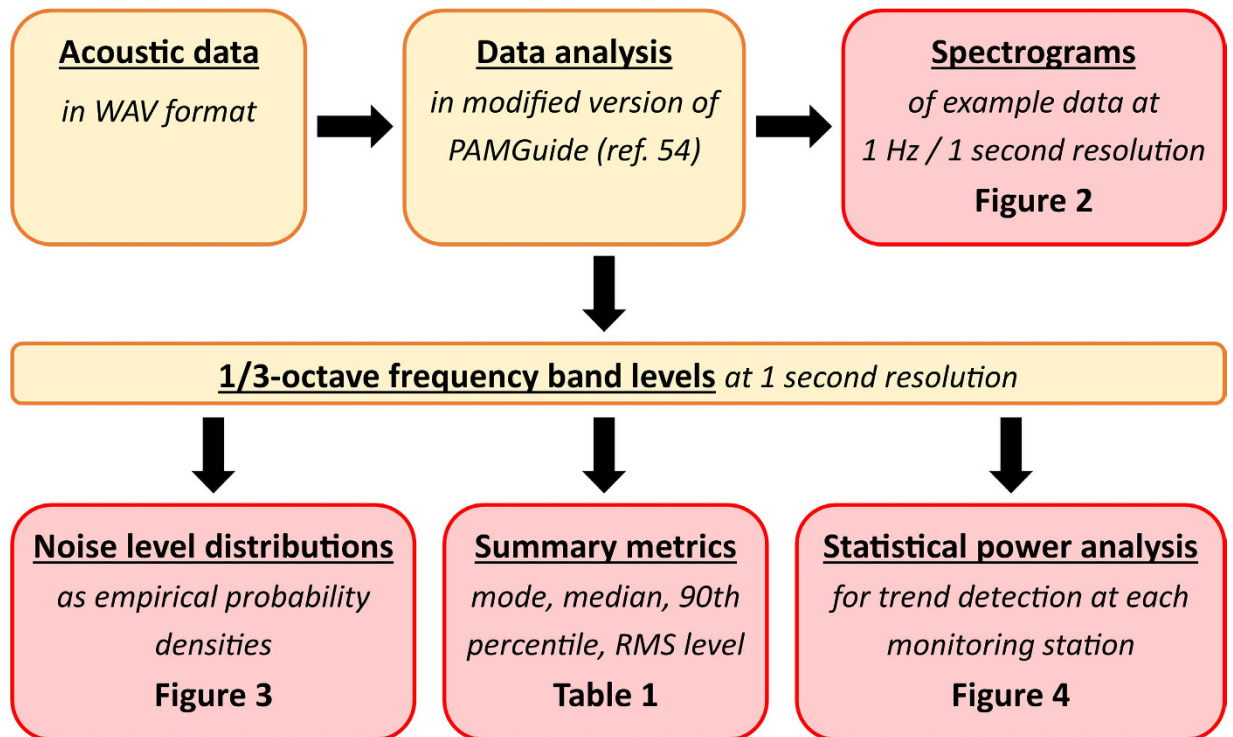 Acoustic data
in WAV format
Data analysis
in modified version of
PAMGuide (ref. 54)
Spectrograms
of example data at
1 Hz / 1 second resolution
Figure 2
1/3-octave frequency band levels at 1 second resolution
Noise level distributions
as empirical probability
densities
Figure 3
Summary metrics
mode, median, 90th
percentile, RMS level
Table 1
Statistical power analysis
for trend detection at each
monitoring station
Figure 4